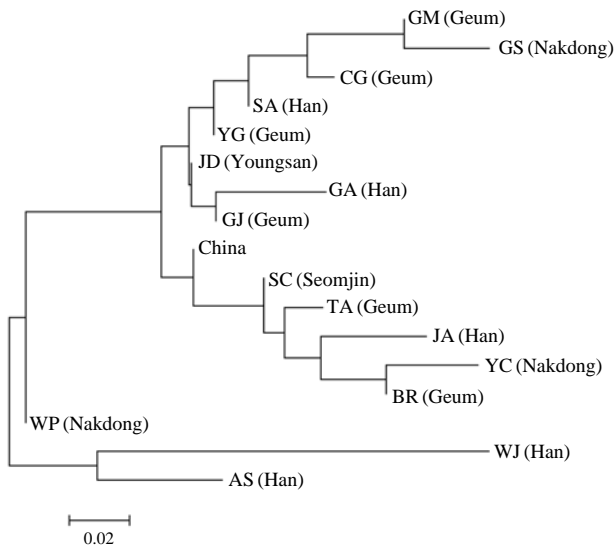 GM (Geum)
GS (Nakdong)
CG (Geum)
SA (Han)
YG (Geum)
JD (Youngsan)
GA (Han)
GJ (Geum)
China
SC (Seomjin)
TA (Geum)
JA (Han)
YC (Nakdong)
BR (Geum)
WP (Nakdong)
WJ (Han)
AS (Han)
0.02